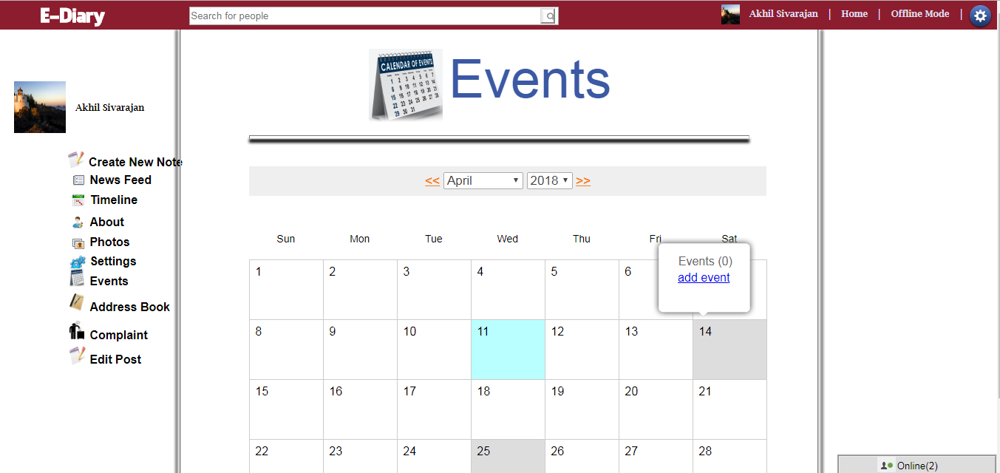 E-Diary
Search for people
Akhil Sivarajan | Home | Offline Mode |
Akhil Sivarajan
Create New Note
News Feed
Timeline
About
Photos
Settings
Events
Address Book
Complaint
Edit Post
CALENDAR OF EVENTS
Events
<< April 2018 >>
Sun Mon Tue Wed Thu Fri Sat
Events (0)
add event
1 2 3 4 5 6
8 9 10 11 12 13 14
15 16 17 18 19 20 21
22 23 24 25 26 27 28
Online(2)